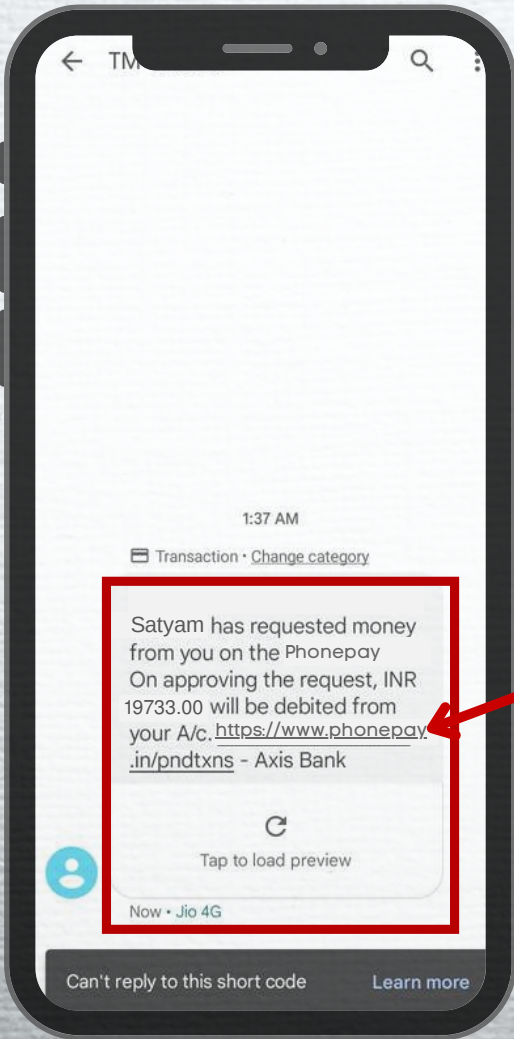 TM
1:37 AM
Transaction • Change category
Satyam has requested money
from you on the Phonepay
On approving the request, INR
19733.00 will be debited from
your A/c. https://www.phonepay
.in/pndtxns - Axis Bank
Tap to load preview
Now • Jio 4G
Can't reply to this short code Learn more